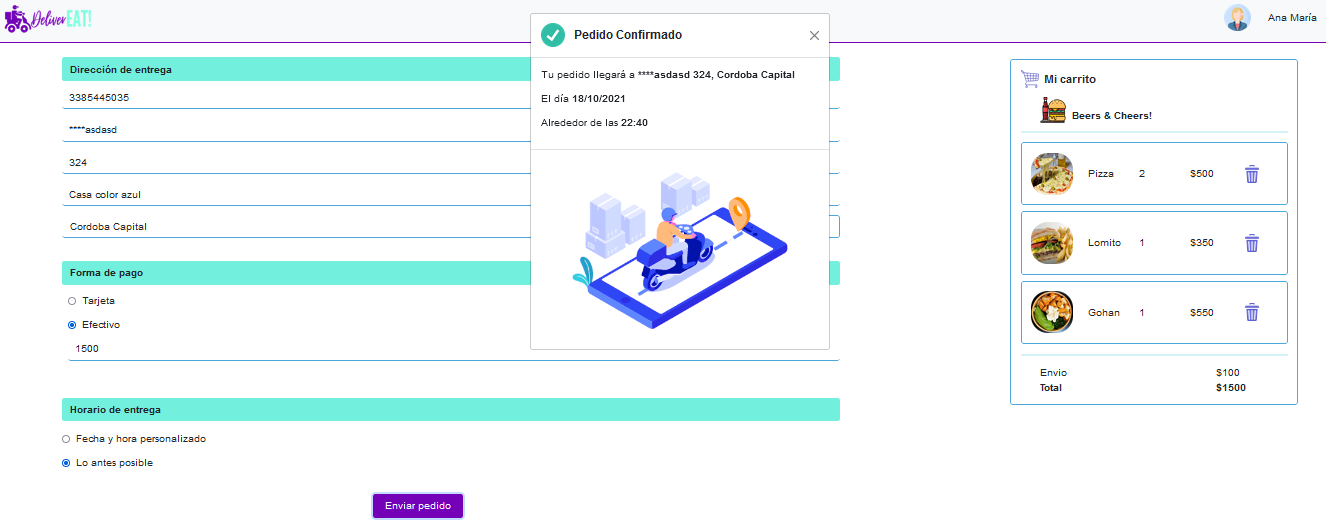 DeliverEAT!
Ana María
Pedido Confirmado
Tu pedido llegará a ****asdasd 324, Cordoba Capital
El día 18/10/2021
Alrededor de las 22:40
Dirección de entrega
3385445035
****asdasd
324
Casa color azul
Cordoba Capital
Forma de pago
Tarjeta
Efectivo
1500
Horario de entrega
Fecha y hora personalizado
Lo antes posible
Enviar pedido
Mi carrito
Beers & Cheers!
Pizza 2 $500
Lomito 1 $350
Gohan 1 $550
Envio $100
Total $1500